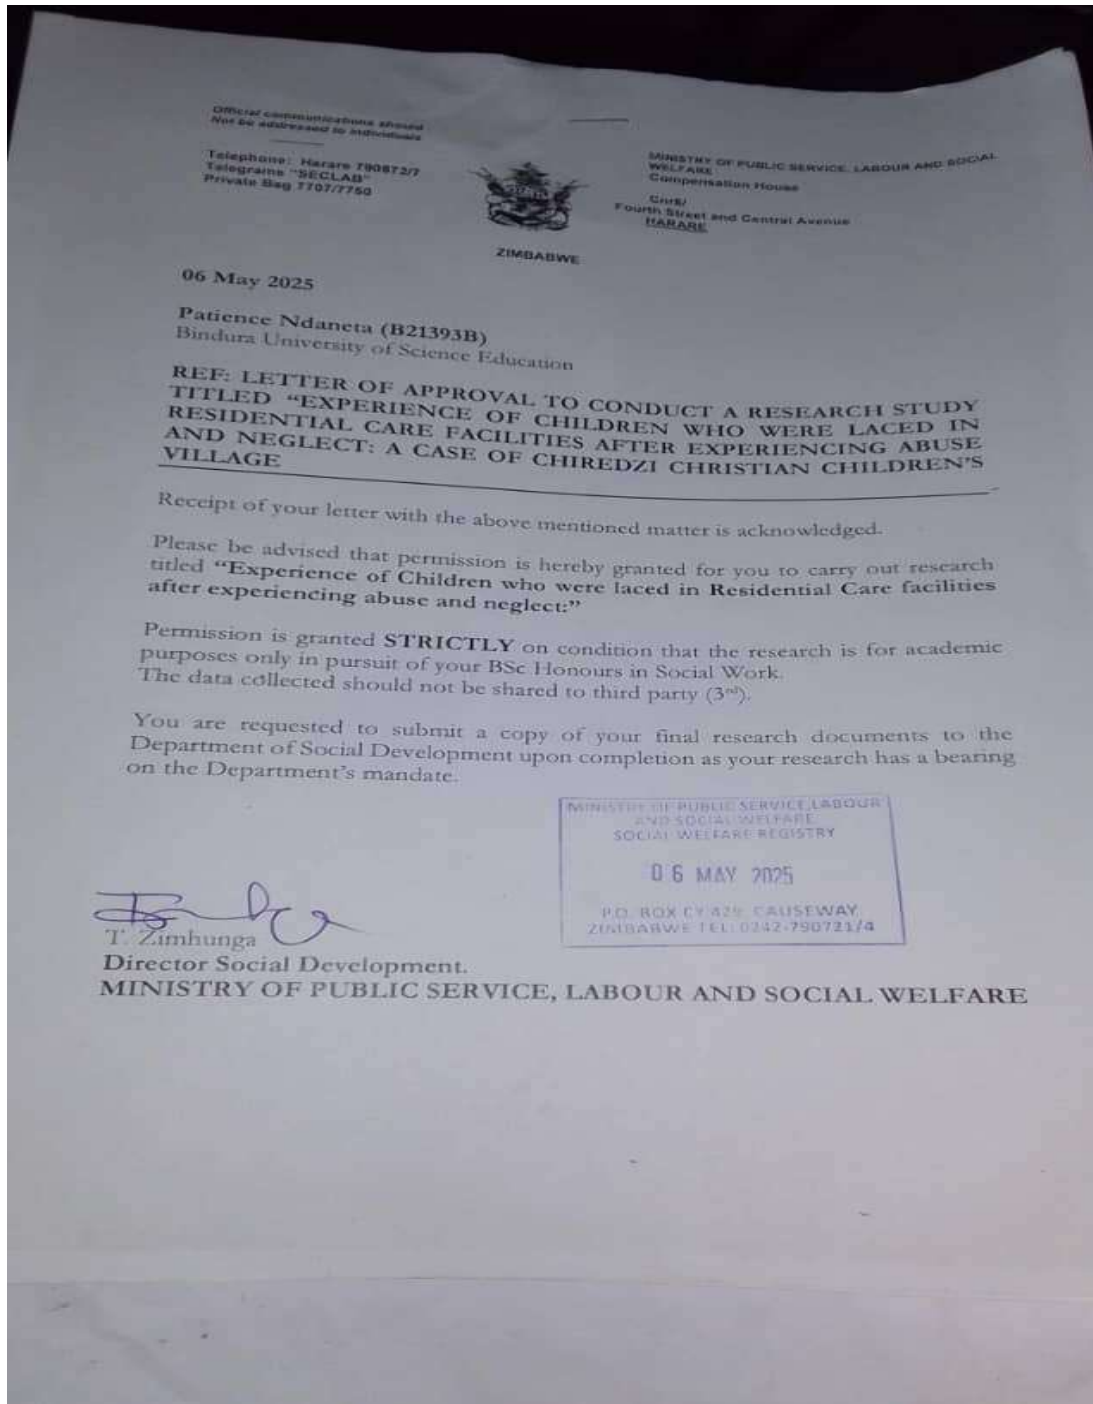 Official communications should
Not be addressed to individuals
Telephone: Harare 790872/7
Telegrams "SECLAB"
Private Bag 7707/7750
MINISTRY OF PUBLIC SERVICE, LABOUR AND SOCIAL
WELFARE
Compensation House
Fourth Street and Central Avenue
HARARE
ZIMBABWE
06 May 2025
Patience Ndaneta (B21393B)
Bindura University of Science Education
REF: LETTER OF APPROVAL TO CONDUCT A RESEARCH STUDY
TITLED “EXPERIENCE OF CHILDREN WHO WERE LACED IN
RESIDENTIAL CARE FACILITIES AFTER EXPERIENCING ABUSE
AND NEGLECT: A CASE OF CHIREDZI CHRISTIAN CHILDREN’S
VILLAGE
Receipt of your letter with the above mentioned matter is acknowledged.
Please be advised that permission is hereby granted for you to carry out research
titled “Experience of Children who were laced in Residential Care facilities
after experiencing abuse and neglect:”
Permission is granted STRICTLY on condition that the research is for academic
purposes only in pursuit of your BSc Honours in Social Work.
The data collected should not be shared to third party (3rd).
You are requested to submit a copy of your final research documents to the
Department of Social Development upon completion as your research has a bearing
on the Department’s mandate.
MINISTRY OF PUBLIC SERVICE, LABOUR
AND SOCIAL WELFARE
SOCIAL WELFARE REGISTRY
06 MAY 2025
P.O. BOX CY 429, CAUSEWAY
ZIMBABWE TEL: 0242-790721/4
T. Zimhunga
Director Social Development.
MINISTRY OF PUBLIC SERVICE, LABOUR AND SOCIAL WELFARE